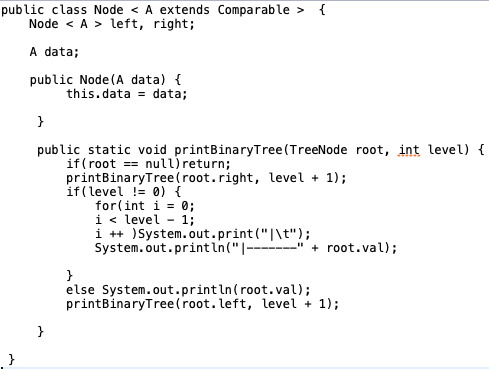 public class Node < A extends Comparable >  {
    Node < A > left, right;
    A data;
    public Node(A data) {
         this.data = data;
     }
     public static void printBinaryTree(TreeNode root, int level) {
         if(root == null)return;
         printBinaryTree(root.right, level + 1);
         if(level != 0) {
             for(int i = 0;
             i < level - 1;
             i ++ )System.out.print("|\t");
             System.out.println("|-------" + root.val);
         }
         else System.out.println(root.val);
         printBinaryTree(root.left, level + 1);
     }
 }